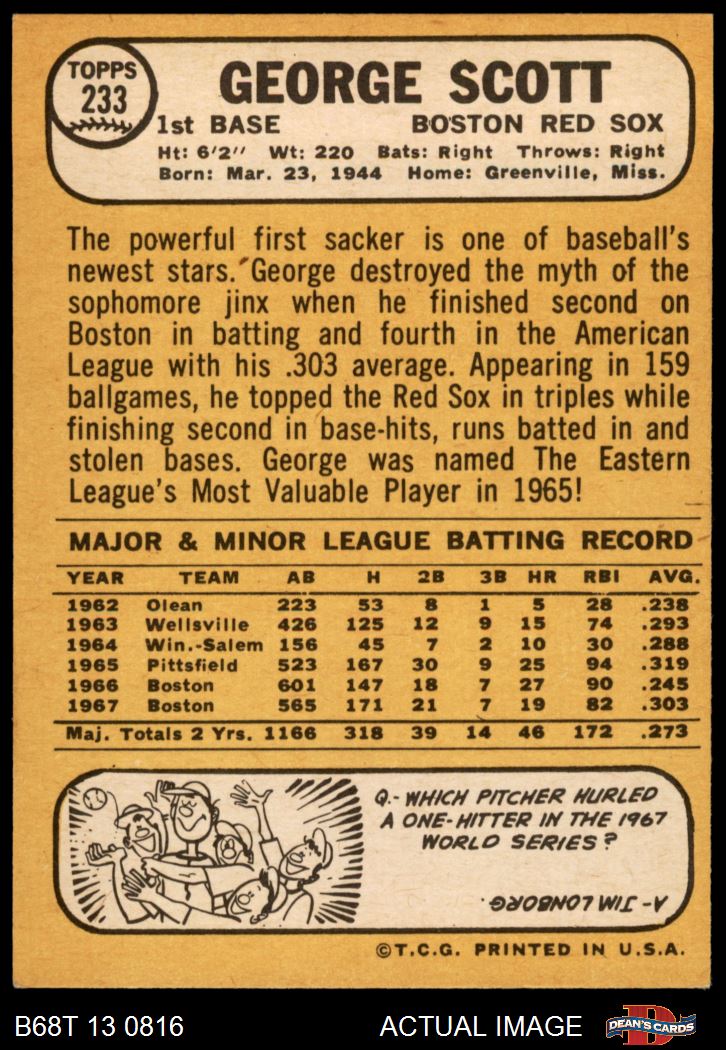 TOPPS
233
GEORGE SCOTT
1st BASE BOSTON RED SOX
Ht: 6'2" Wt: 220 Bats: Right Throws: Right
Born: Mar. 23, 1944 Home: Greenville, Miss.
The powerful first sacker is one of baseball's
newest stars. George destroyed the myth of the
sophomore jinx when he finished second on
Boston in batting and fourth in the American
League with his .303 average. Appearing in 159
ballgames, he topped the Red Sox in triples while
finishing second in base-hits, runs batted in and
stolen bases. George was named The Eastern
League's Most Valuable Player in 1965!
MAJOR & MINOR LEAGUE BATTING RECORD
YEAR TEAM AB H 2B 3B HR RBI AVG.
1962 Olean 223 53 8 1 5 28 .238
1963 Wellsville 426 125 12 9 15 74 .293
1964 Win.-Salem 156 45 7 2 10 30 .288
1965 Pittsfield 523 167 30 9 25 94 .319
1966 Boston 601 147 18 7 27 90 .245
1967 Boston 565 171 21 7 19 82 .303
Maj. Totals 2 Yrs. 1166 318 39 14 46 172 .273
Q.- WHICH PITCHER HURLED
A ONE-HITTER IN THE 1967
WORLD SERIES?
A- JIM LONBORG.
©T.C.G. PRINTED IN U.S.A.
B68T 13 0816 ACTUAL IMAGE
D
DEAN'S CARDS